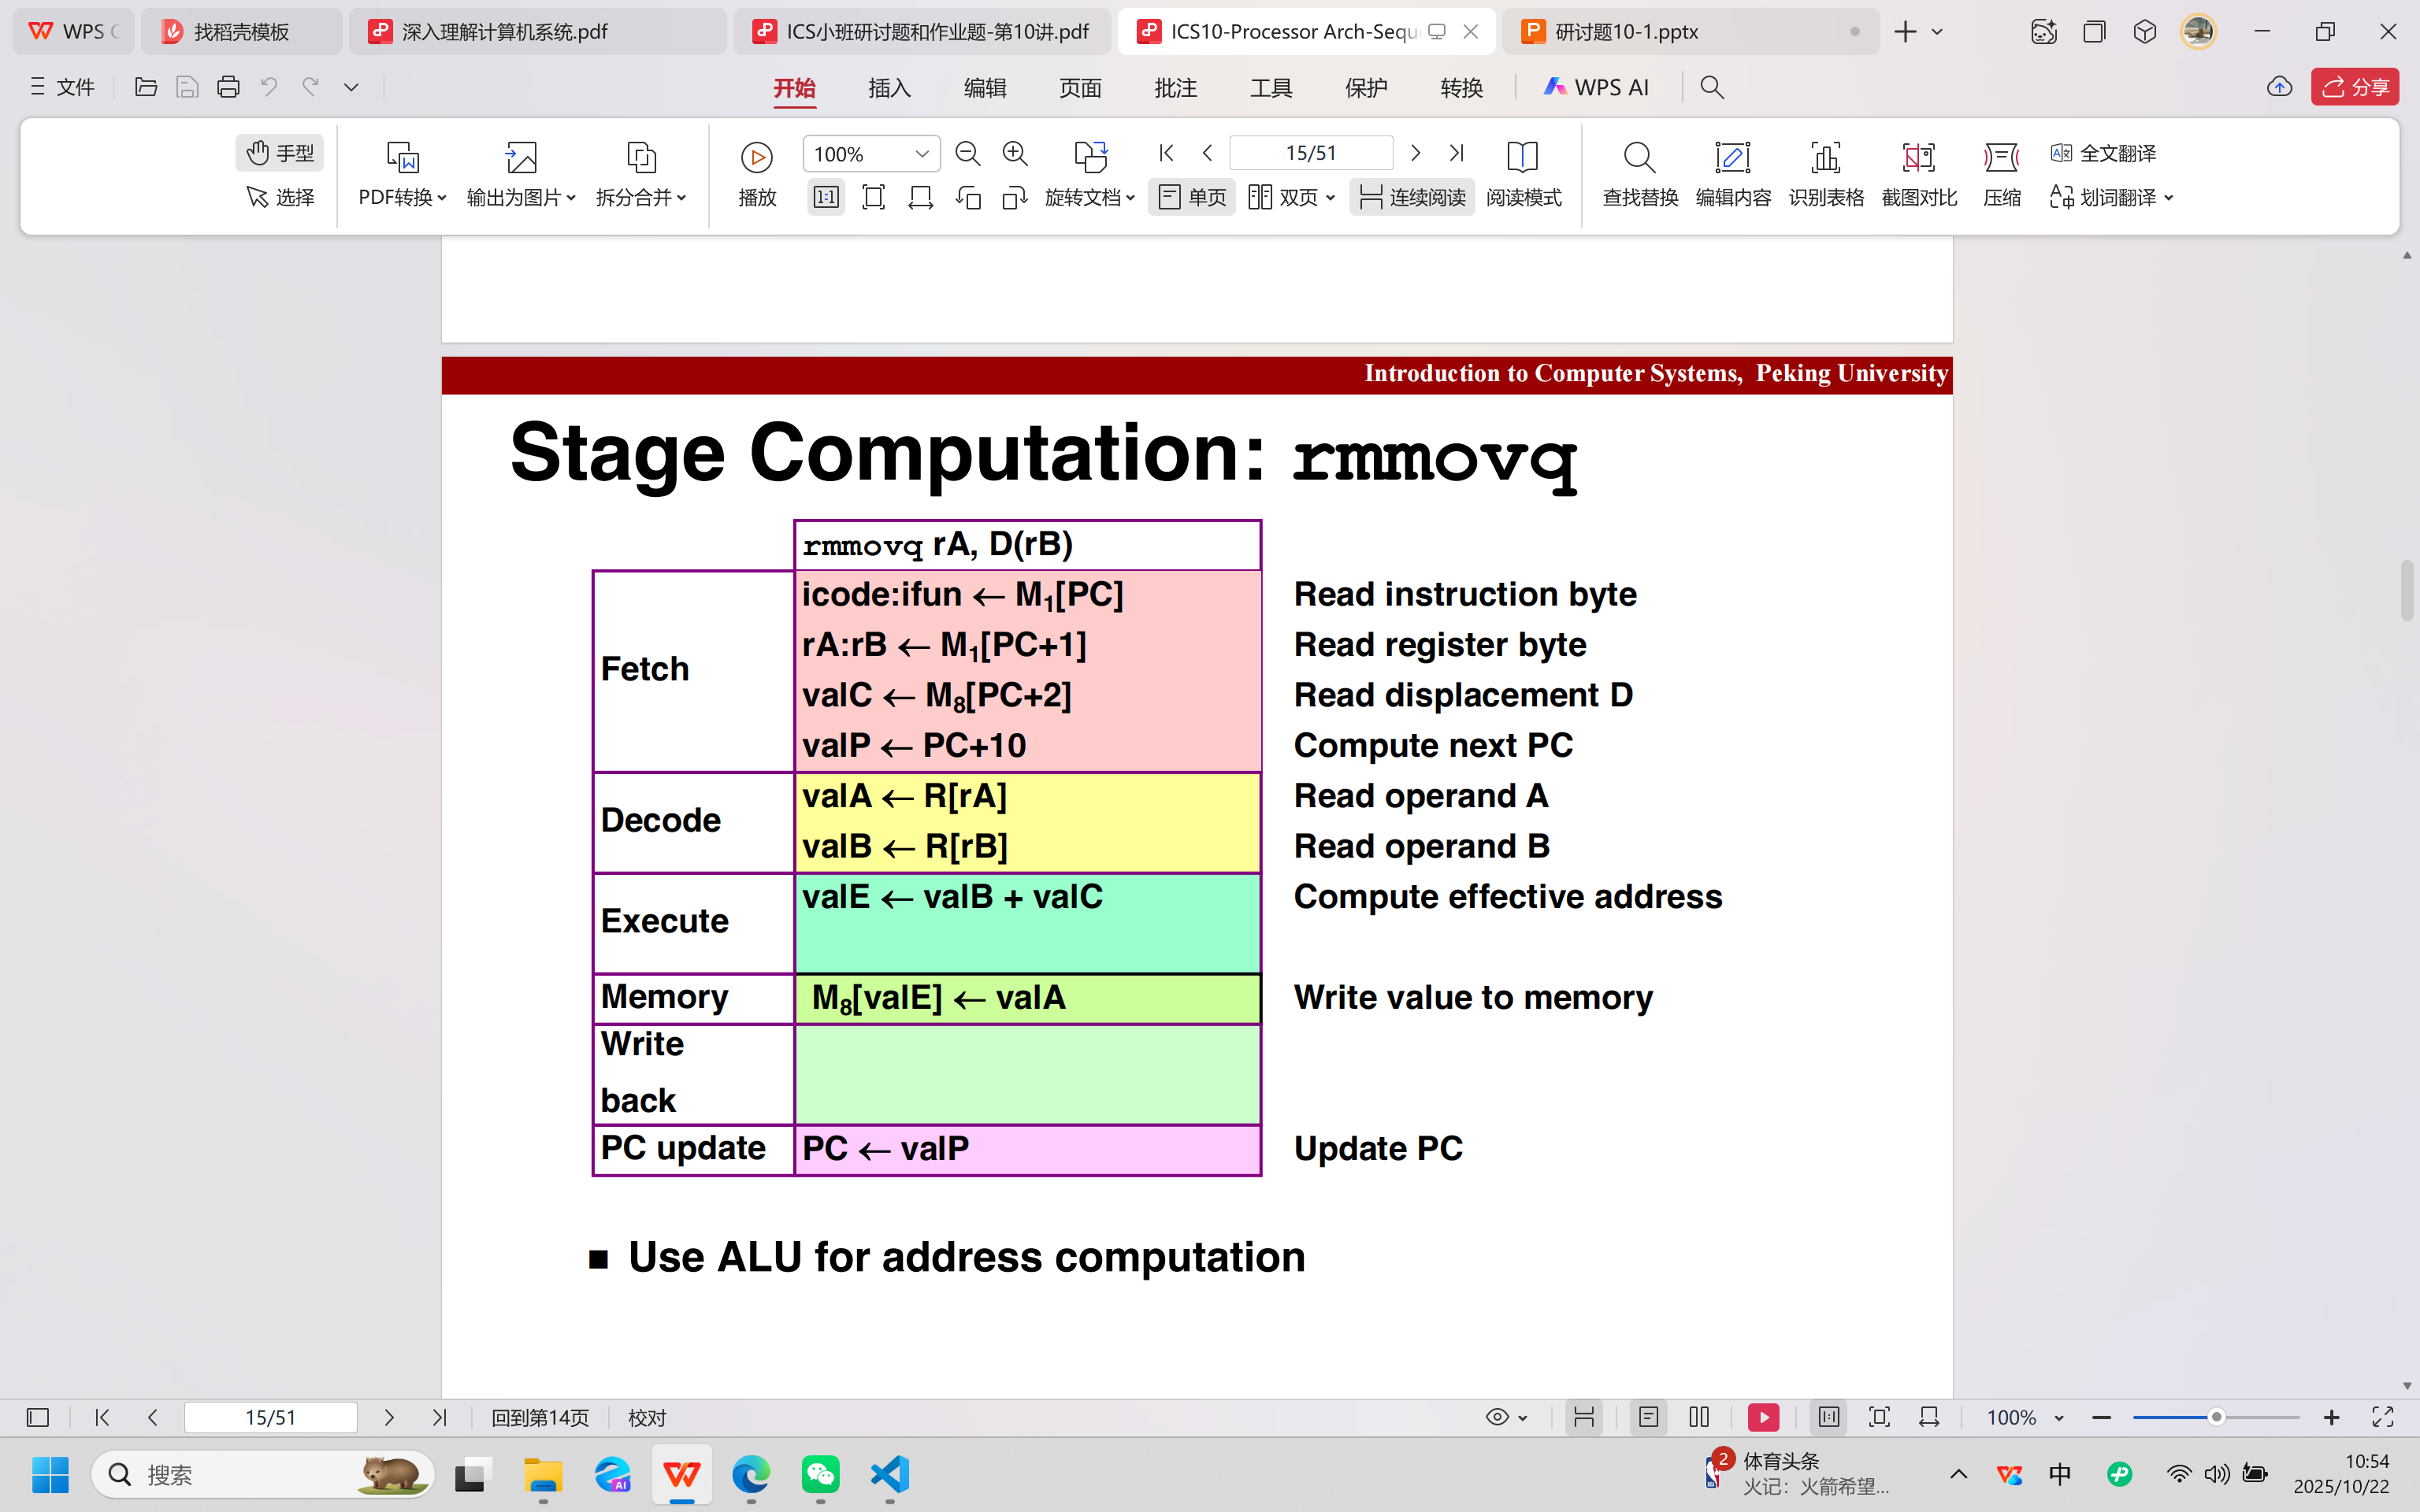 WPS
找稻壳模板
深入理解计算机系统.pdf
ICS小班研讨题和作业题-第10讲.pdf
ICS10-Processor Arch-Sequ
研讨题10-1.pptx
文件
开始
插入
编辑
页面
批注
工具
保护
转换
WPS AI
分享
手型
选择
PDF转换
输出为图片
拆分合并
播放
100%
1:1
旋转文档
15/51
单页
双页
连续阅读
阅读模式
查找替换
编辑内容
识别表格
截图对比
压缩
全文翻译
划词翻译
Introduction to Computer Systems, Peking University
Stage Computation: rmmovq
rmmovq rA, D(rB)
Fetch
icode:ifun ← M₁[PC]
Read instruction byte
rA:rB ← M₁[PC+1]
Read register byte
valC ← M₈[PC+2]
Read displacement D
valP ← PC+10
Compute next PC
Decode
valA ← R[rA]
Read operand A
valB ← R[rB]
Read operand B
Execute
valE ← valB + valC
Compute effective address
Memory
M₈[valE] ← valA
Write value to memory
Write
back
PC update
PC ← valP
Update PC
■ Use ALU for address computation
15/51
回到第14页
校对
100%
搜索
AI
2
体育头条
火记：火箭希望...
中
10:54
2025/10/22